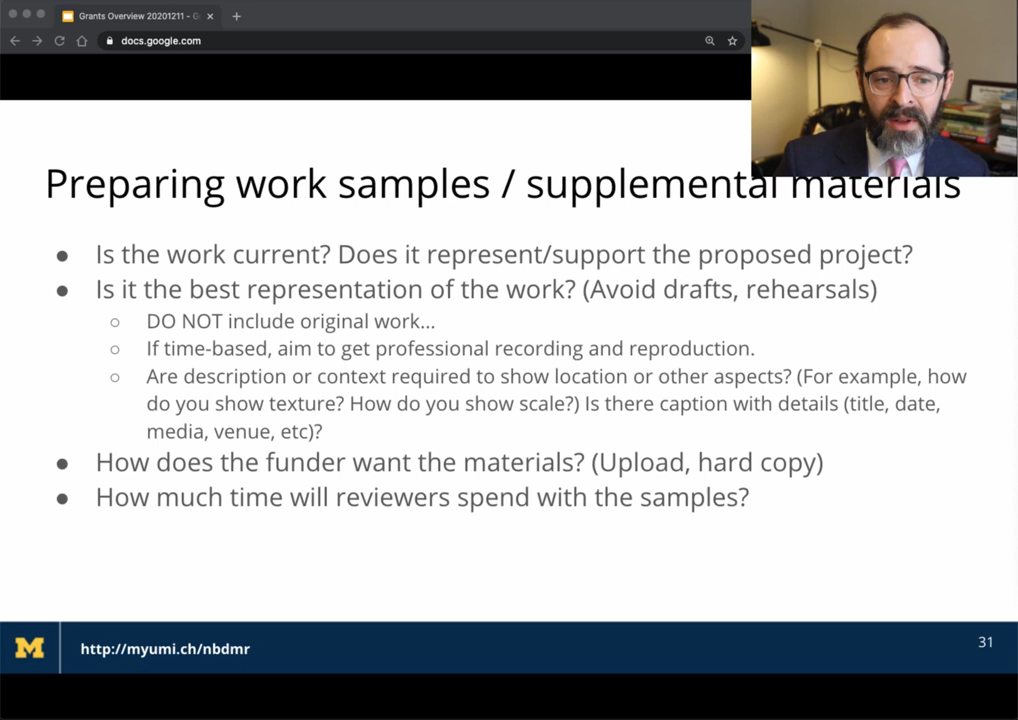 Grants Overview 20201211 - G
docs.google.com
Preparing work samples / supplemental materials
Is the work current? Does it represent/support the proposed project?
Is it the best representation of the work? (Avoid drafts, rehearsals)
DO NOT include original work...
If time-based, aim to get professional recording and reproduction.
Are description or context required to show location or other aspects? (For example, how
do you show texture? How do you show scale?) Is there caption with details (title, date,
media, venue, etc)?
How does the funder want the materials? (Upload, hard copy)
How much time will reviewers spend with the samples?
M
http://myumi.ch/nbdmr
31